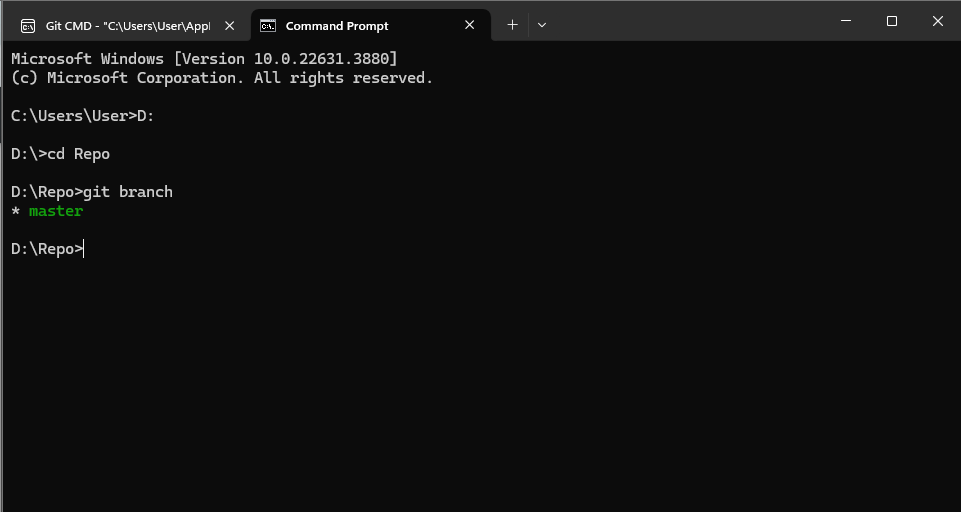 Git CMD - "C:\Users\User\Appl
Command Prompt
Microsoft Windows [Version 10.0.22631.3880]
(c) Microsoft Corporation. All rights reserved.
C:\Users\User>D:
D:\>cd Repo
D:\Repo>git branch
* master
D:\Repo>